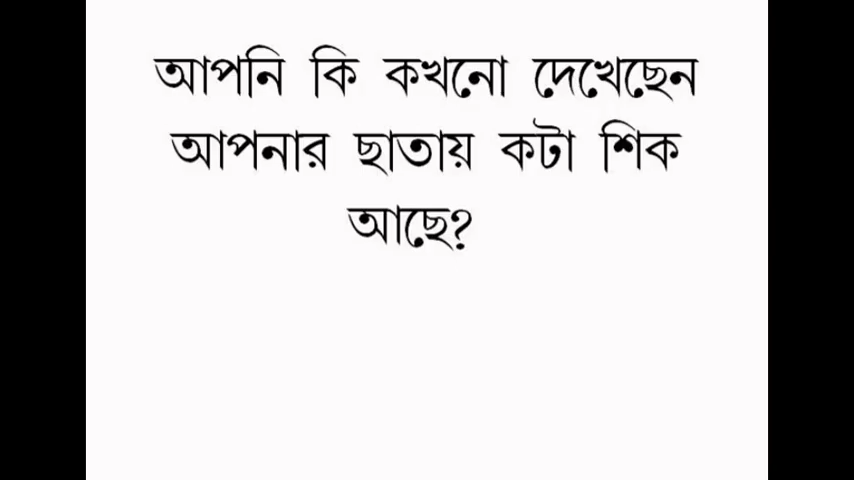 আপনি কি কখনো দেখেছেন
আপনার ছাতায় কটা শিক
আছে?